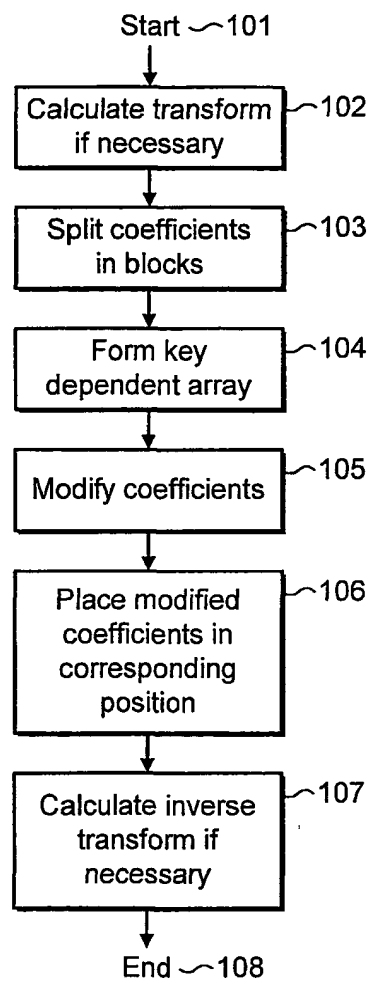 Start 101
Calculate transform 102
if necessary
Split coefficients 103
in blocks
Form key 104
dependent array
Modify coefficients 105
Place modified 106
coefficients in
corresponding
position
Calculate inverse 107
transform if
necessary
End 108